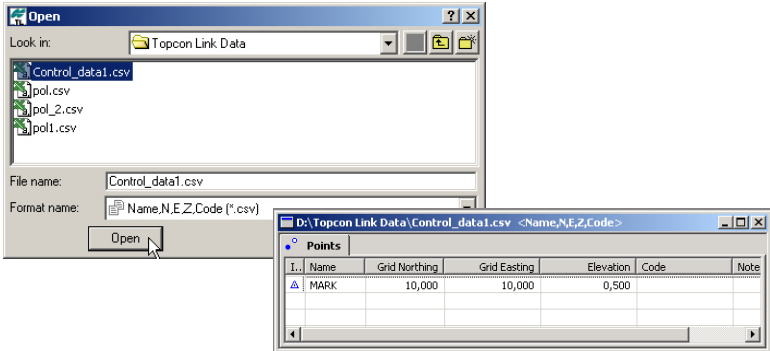 Open
Look in: Topcon Link Data
Control_data1.csv
pol.csv
pol_2.csv
pol1.csv
File name: Control_data1.csv
Format name: Name,N,E,Z,Code (*.csv)
Open
D:\Topcon Link Data\Control_data1.csv <Name,N,E,Z,Code>
Points
I.. Name Grid Northing Grid Easting Elevation Code Note
MARK 10,000 10,000 0,500